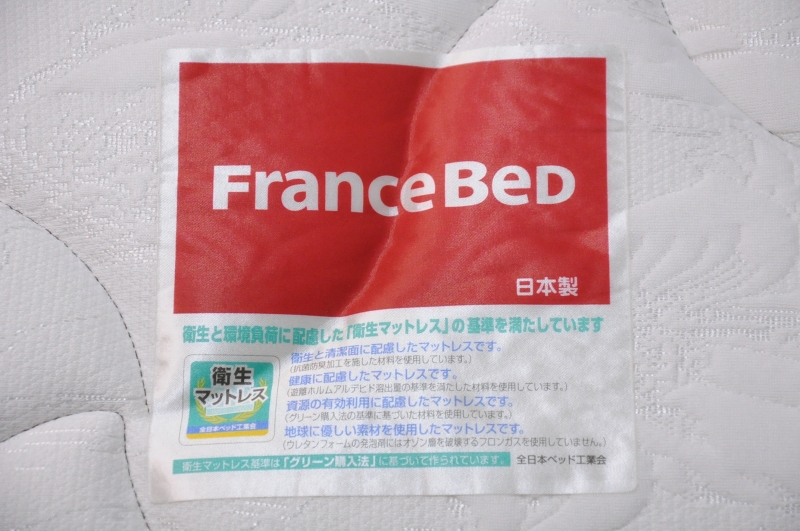 FranceBeD
日本製
衛生と環境負荷に配慮した「衛生マットレス」の基準を満たしています
衛生
マットレス
全日本ベッド工業会
衛生と清潔面に配慮したマットレスです。
(抗菌防臭加工を施した材料を使用しています。)
健康に配慮したマットレスです。
(遊離ホルムアルデヒド溶出量の基準を満たした材料を使用しています。)
資源の有効利用に配慮したマットレスです。
(グリーン購入法の基準に基づいた材料を使用しています。)
地球に優しい素材を使用したマットレスです。
(ウレタンフォームの発泡剤にはオゾン層を破壊するフロンガスを使用していません。)
衛生マットレス基準は「グリーン購入法」に基づいて作られています。 全日本ベッド工業会